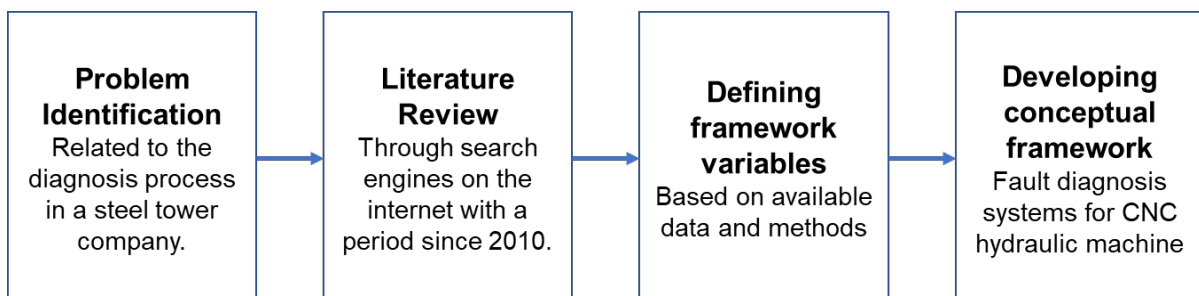 Problem
Identification
Related to the
diagnosis process
in a steel tower
company.
Literature
Review
Through search
engines on the
internet with a
period since 2010.
Defining
framework
variables
Based on available
data and methods
Developing
conceptual
framework
Fault diagnosis
systems for CNC
hydraulic machine